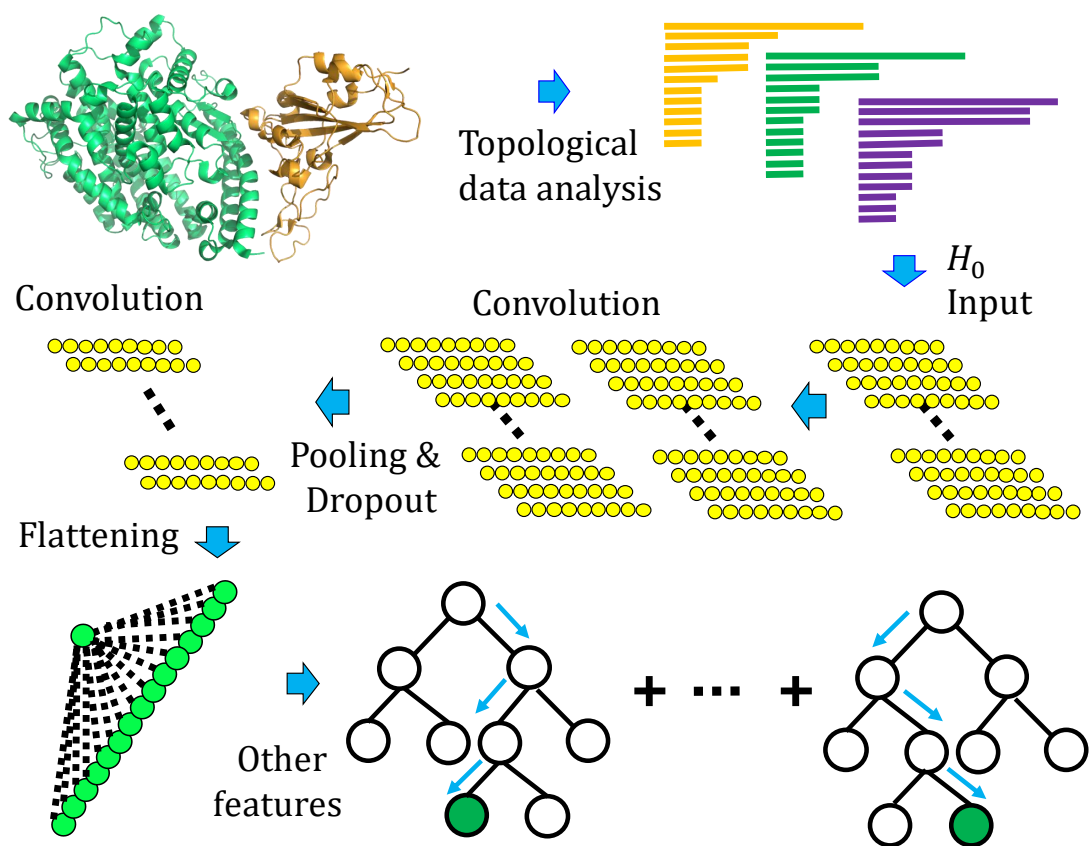 Topological
data analysis
H₀
Input
Convolution
Convolution
Pooling &
Dropout
Flattening
Other
features
+ ⋯ +